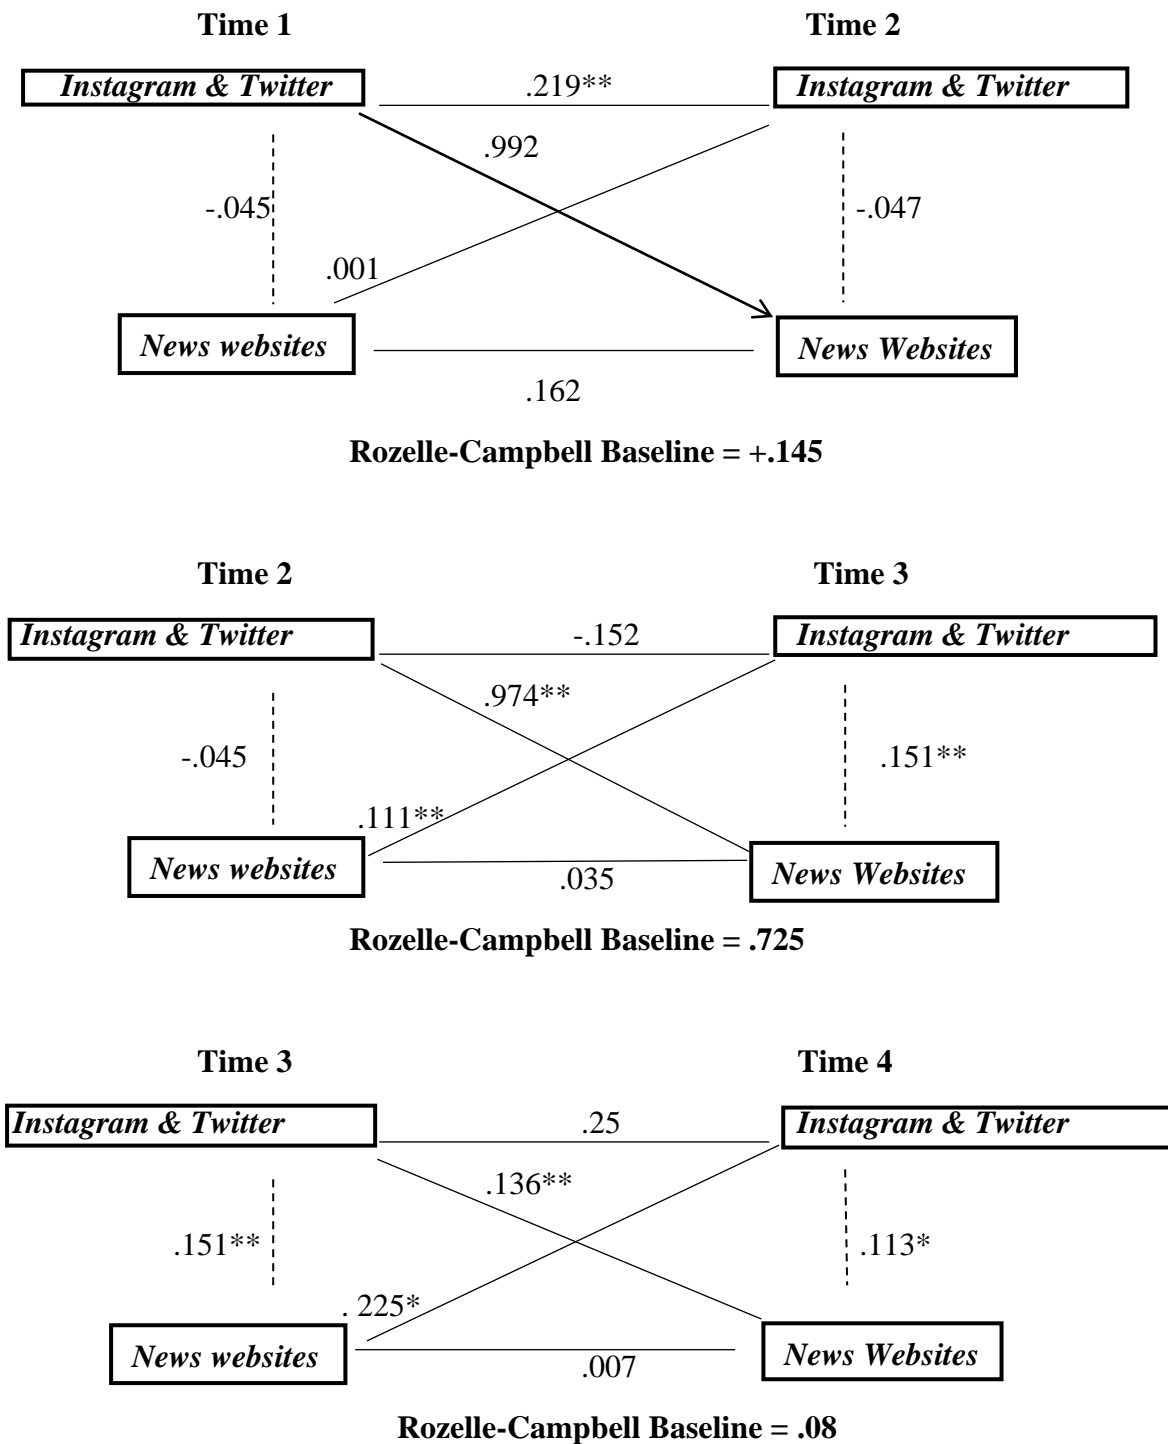 Time 1 Time 2
Instagram & Twitter .219** Instagram & Twitter
.992
-.045 -.047
.001
News websites News Websites
.162
Rozelle-Campbell Baseline = +.145
Time 2 Time 3
Instagram & Twitter -.152 Instagram & Twitter
.974**
-.045 .151**
.111**
News websites News Websites
.035
Rozelle-Campbell Baseline = .725
Time 3 Time 4
Instagram & Twitter .25 Instagram & Twitter
.136**
.151** .113*
. 225*
News websites News Websites
.007
Rozelle-Campbell Baseline = .08